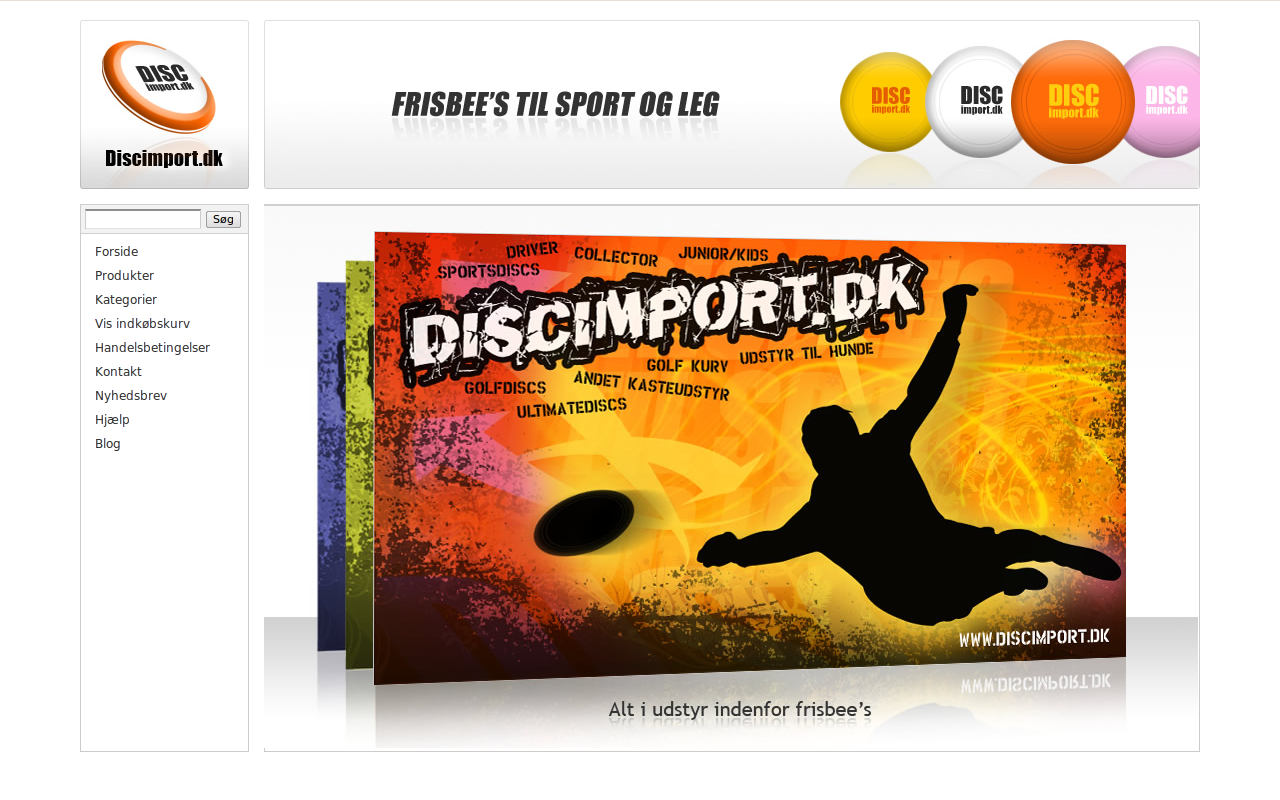 DISC
import.dk
Discimport.dk
FRISBEE'S TIL SPORT OG LEG
DISC
import.dk
DISC
import.dk
DISC
import.dk
DISC
import.dk
Søg
Forside
Produkter
Kategorier
Vis indkøbskurv
Handelsbetingelser
Kontakt
Nyhedsbrev
Hjælp
Blog
DRIVER COLLECTOR JUNIOR/KIDS
SPORTSDISCS
DISCIMPORT.DK
GOLF KURV UDSTYR TIL HUNDE
GOLFDISCS ANDET KASTEUDSTYR
ULTIMATEDISCS
WWW.DISCIMPORT.DK
Alt i udstyr indenfor frisbee's